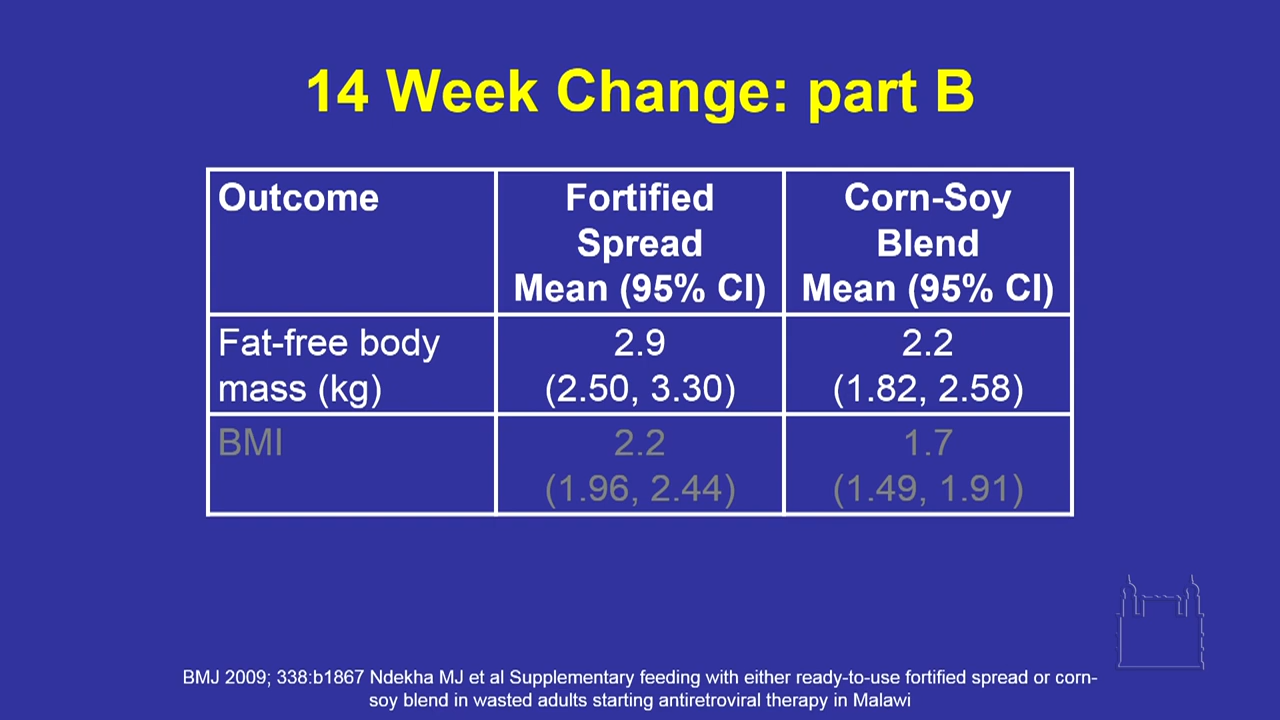 14 Week Change: part B
Outcome
Fortified
Spread
Mean (95% CI)
Corn-Soy
Blend
Mean (95% CI)
Fat-free body
mass (kg)
2.9
(2.50, 3.30)
2.2
(1.82, 2.58)
BMI
2.2
(1.96, 2.44)
1.7
(1.49, 1.91)
BMJ 2009; 338:b1867 Ndekha MJ et al Supplementary feeding with either ready-to-use fortified spread or corn-
soy blend in wasted adults starting antiretroviral therapy in Malawi